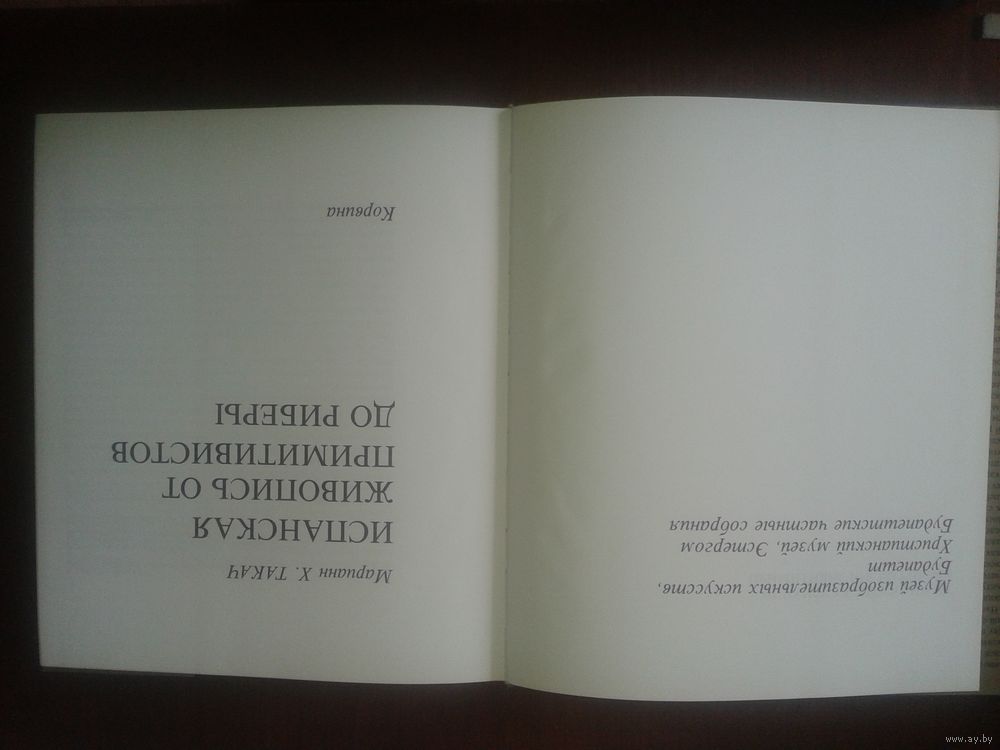 Музей изобразительных искусств,
Будапешт
Христианский музей, Эстергом
Будапештские частные собрания
Марианн Х. ТАКАЧ
ИСПАНСКАЯ
ЖИВОПИСЬ ОТ
ПРИМИТИВИСТОВ
ДО РИБЕРЫ
Корвина
www.ay.by